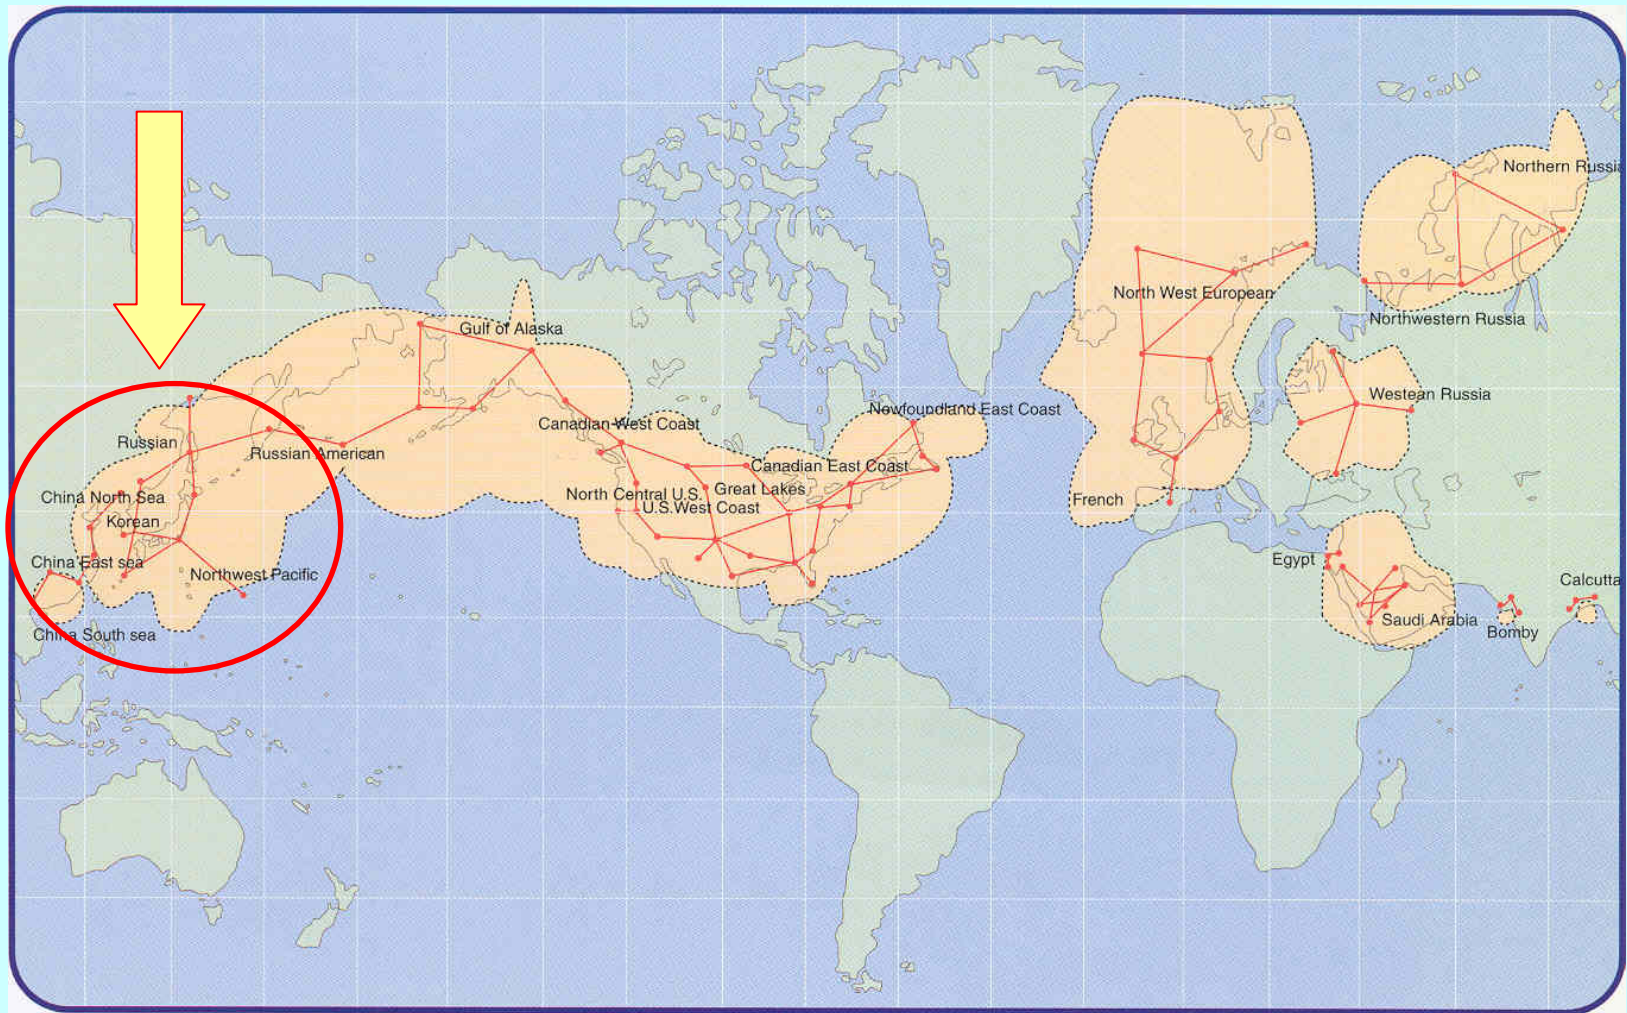 Northern Russia
North West European
Northwestern Russia
Gulf of Alaska
Westean Russia
Newfoundland East Coast
Canadian West Coast
Russian
Russian American
Canadian East Coast
China North Sea
North Central U.S.
Great Lakes
French
U.S.West Coast
Korean
China East sea
Egypt
Northwest Pacific
Calcutta
China South sea
Saudi Arabia
Bomby